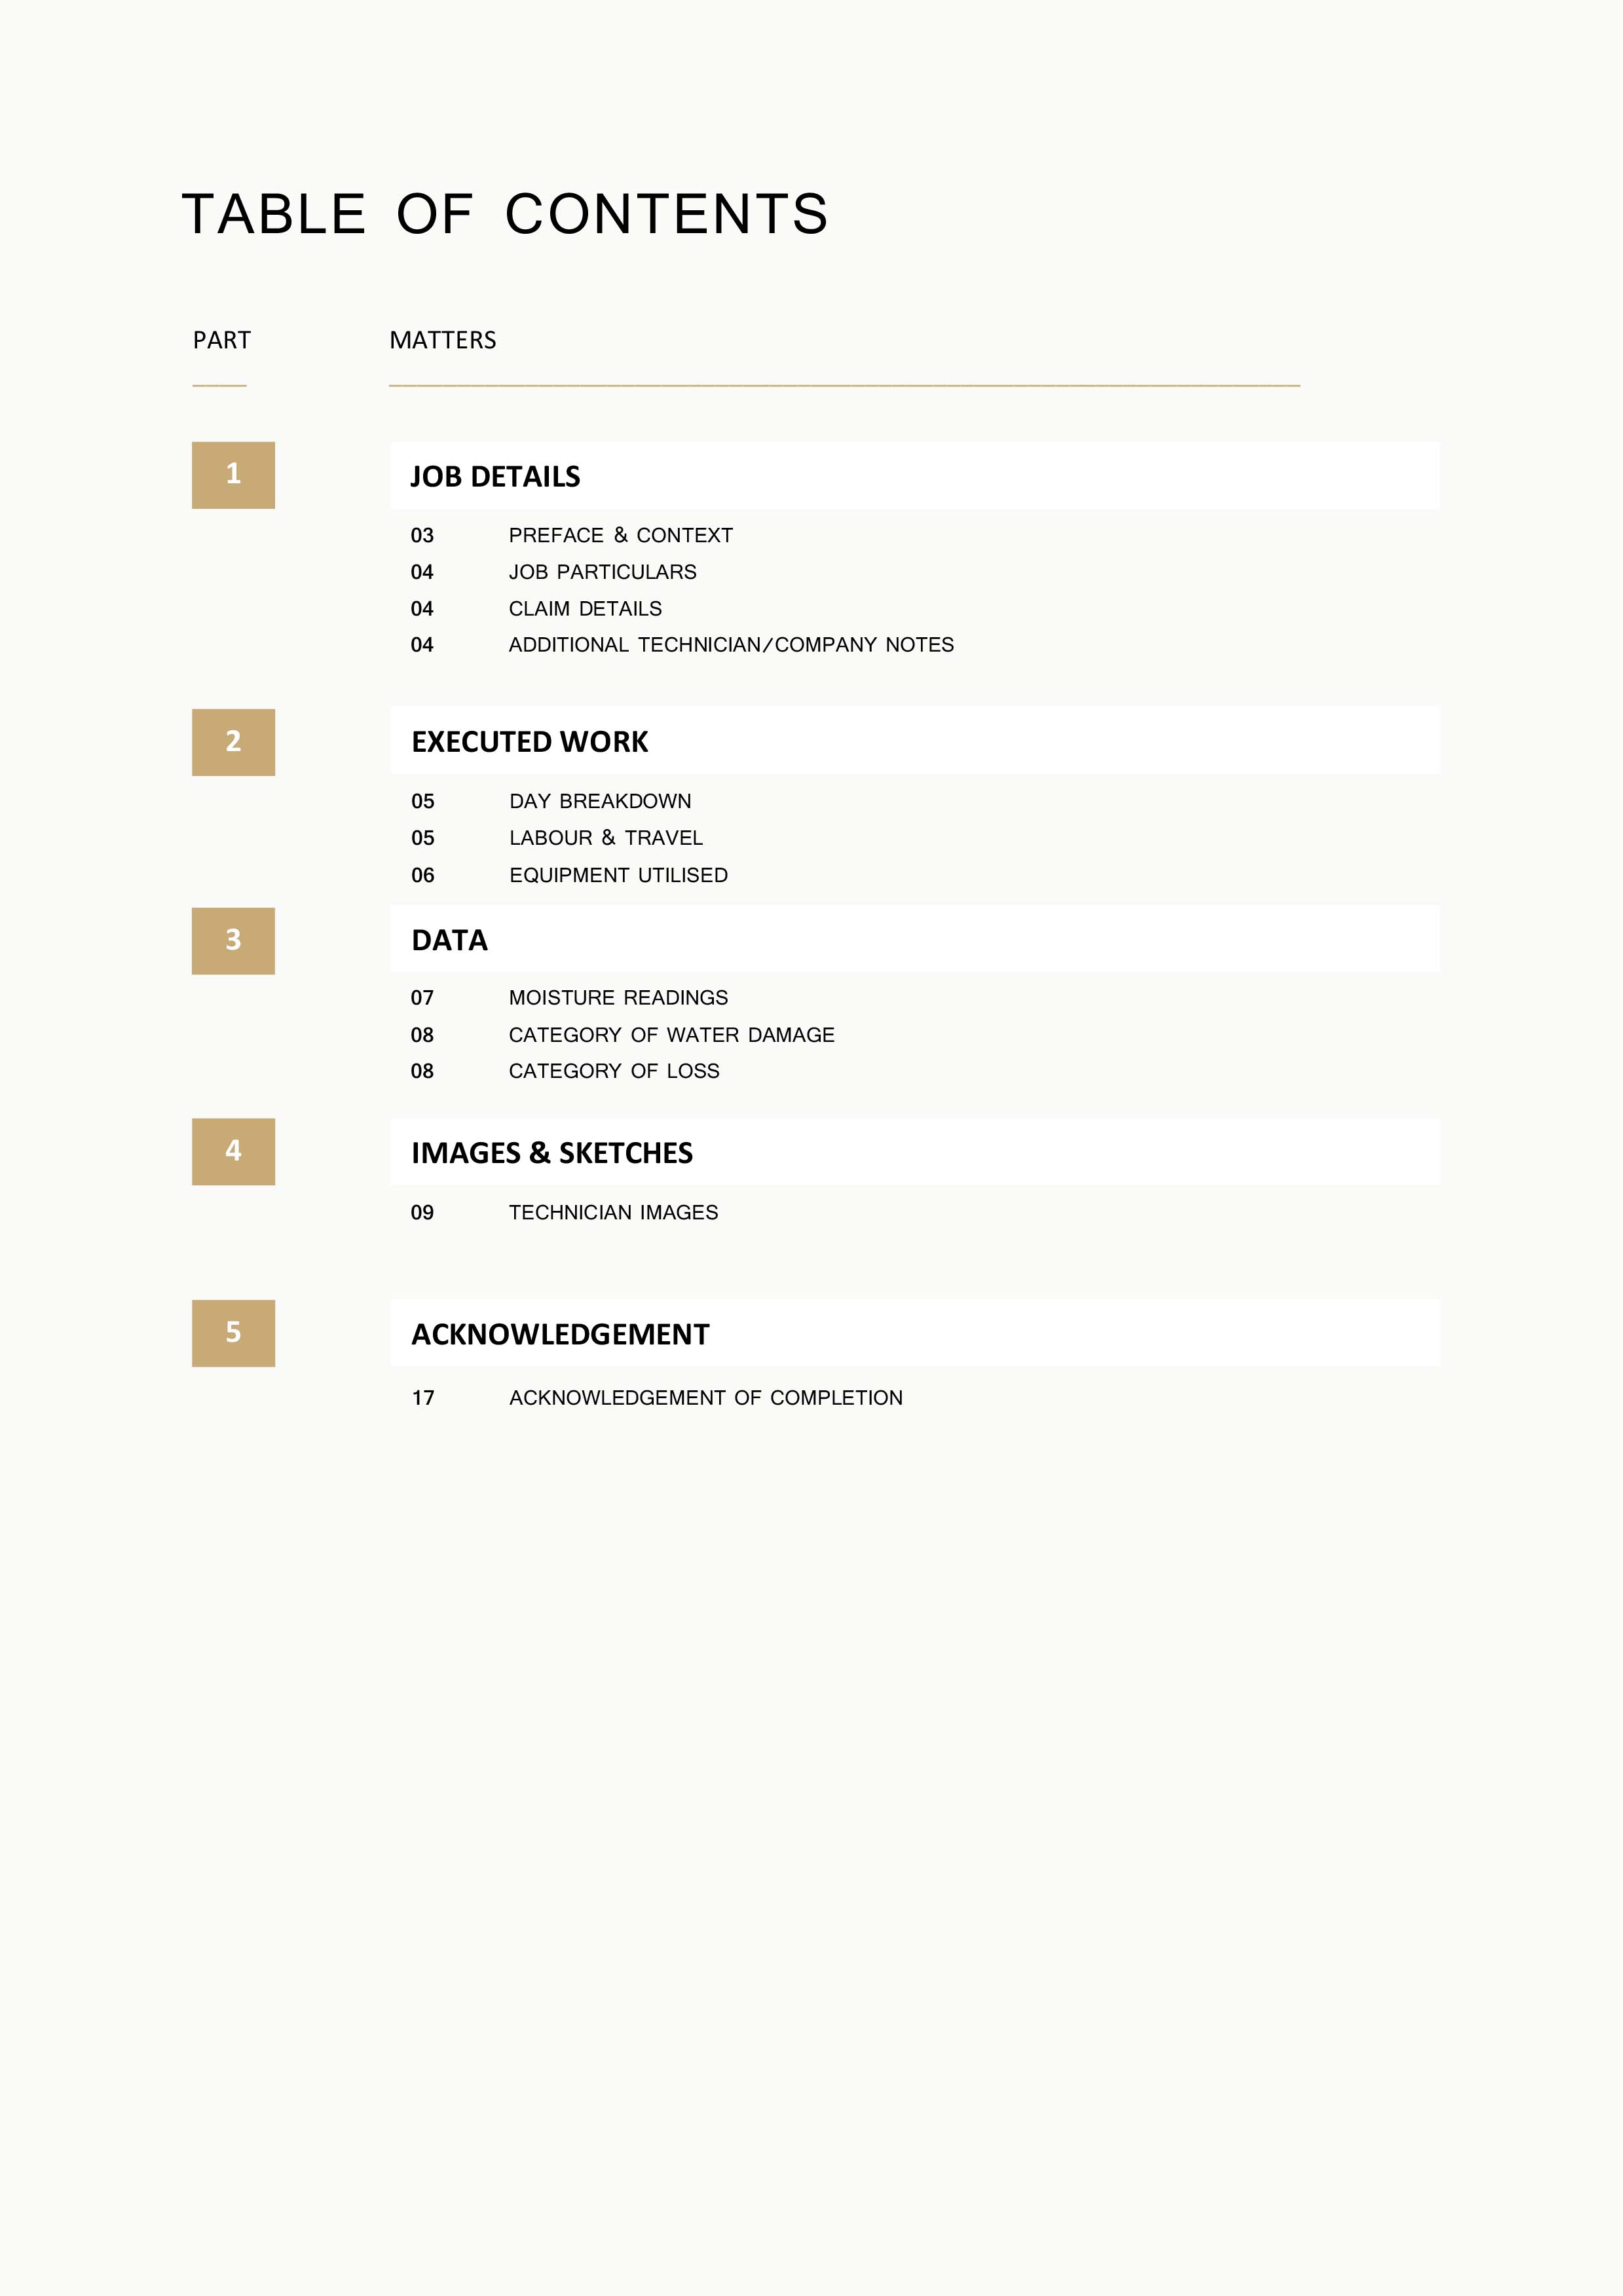 TABLE OF CONTENTS
PART MATTERS
1 JOB DETAILS
03 PREFACE & CONTEXT
04 JOB PARTICULARS
04 CLAIM DETAILS
04 ADDITIONAL TECHNICIAN/COMPANY NOTES
2 EXECUTED WORK
05 DAY BREAKDOWN
05 LABOUR & TRAVEL
06 EQUIPMENT UTILISED
3 DATA
07 MOISTURE READINGS
08 CATEGORY OF WATER DAMAGE
08 CATEGORY OF LOSS
4 IMAGES & SKETCHES
09 TECHNICIAN IMAGES
5 ACKNOWLEDGEMENT
17 ACKNOWLEDGEMENT OF COMPLETION